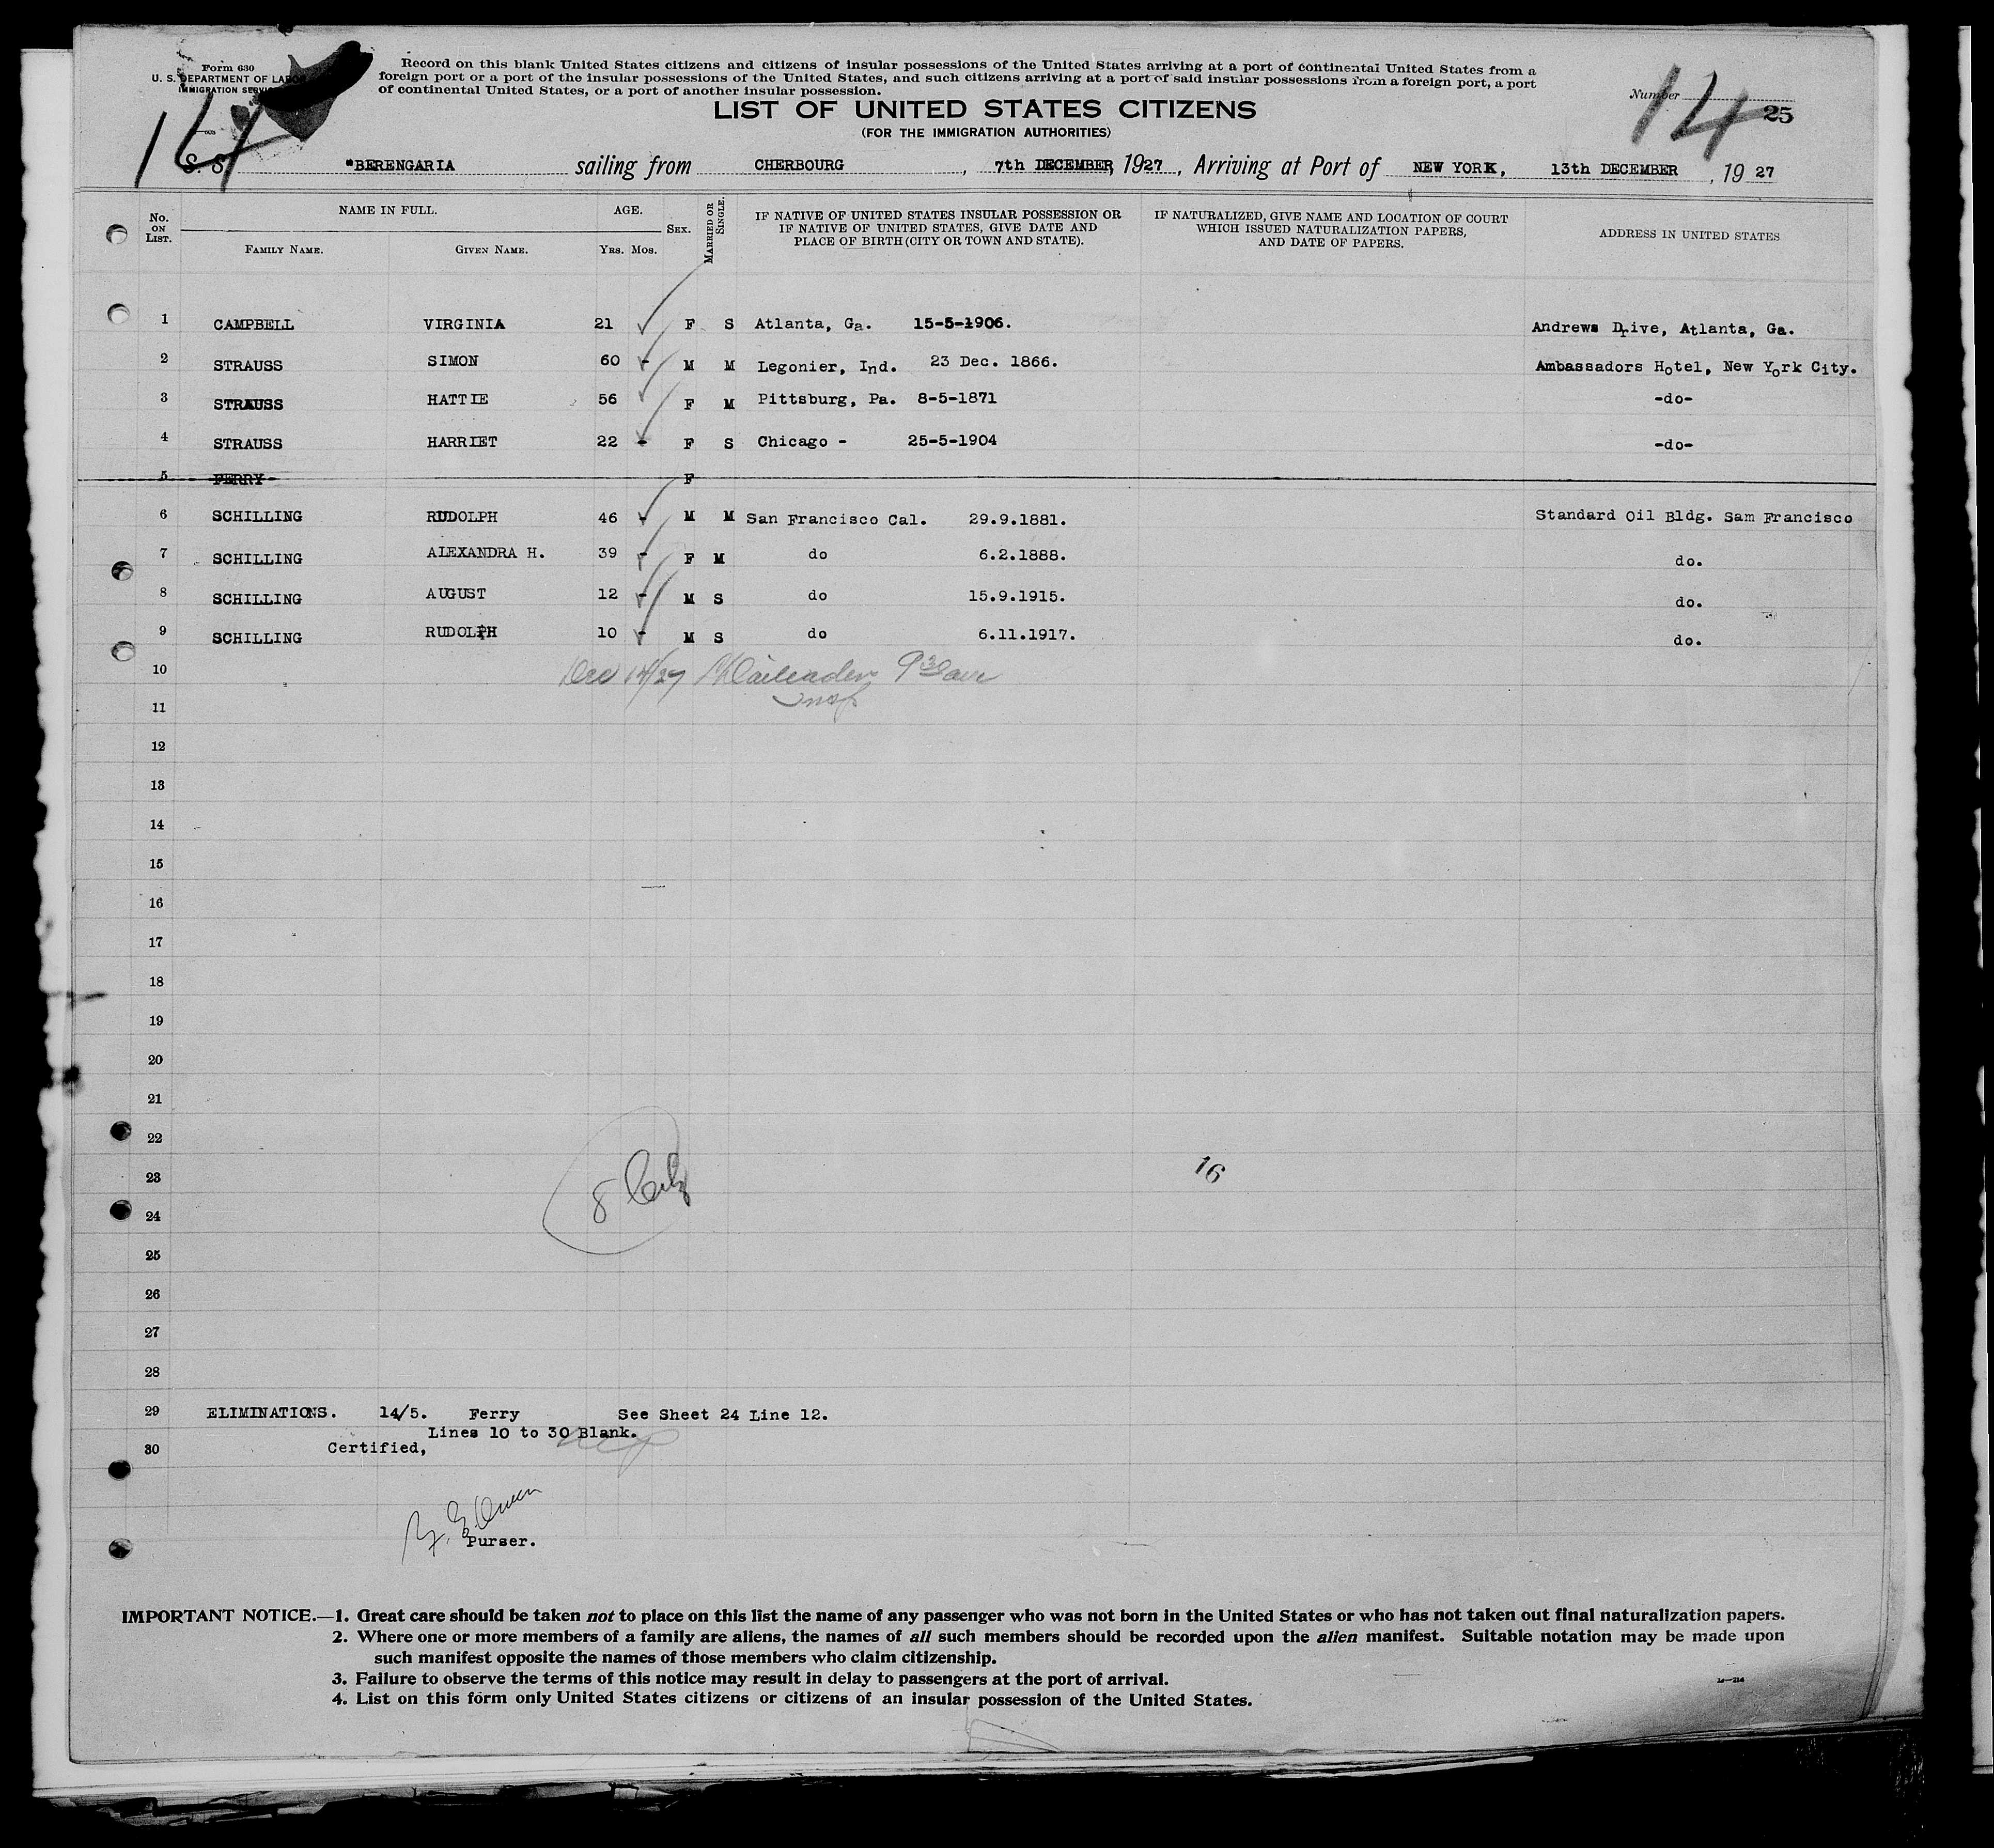 Form 630
U. S. DEPARTMENT OF LABOR
IMMIGRATION SERVICE
Record on this blank United States citizens and citizens of insular possessions of the United States arriving at a port of continental United States from a
foreign port or a port of the insular possessions of the United States, and such citizens arriving at a port of said insular possessions from a foreign port, a port
of continental United States, or a port of another insular possession.
Number 14 25
LIST OF UNITED STATES CITIZENS
(FOR THE IMMIGRATION AUTHORITIES)
14
S. S. "BERENGARIA sailing from CHERBOURG, 7th DECEMBER, 1927, Arriving at Port of NEW YORK, 13th DECEMBER, 1927
No. ON LIST. NAME IN FULL. FAMILY NAME. GIVEN NAME. AGE. YRS. MOS. SEX. MARRIED OR SINGLE.
IF NATIVE OF UNITED STATES INSULAR POSSESSION OR
IF NATIVE OF UNITED STATES, GIVE DATE AND
PLACE OF BIRTH (CITY OR TOWN AND STATE).
IF NATURALIZED, GIVE NAME AND LOCATION OF COURT
WHICH ISSUED NATURALIZATION PAPERS,
AND DATE OF PAPERS.
ADDRESS IN UNITED STATES
1 CAMPBELL VIRGINIA 21 F S Atlanta, Ga. 15-5-1906. Andrews Drive, Atlanta, Ga.
2 STRAUSS SIMON 60 - M M Legonier, Ind. 23 Dec. 1866. Ambassadors Hotel, New York City.
3 STRAUSS HATTIE 56 F M Pittsburg, Pa. 8-5-1871 -do-
4 STRAUSS HARRIET 22 - F S Chicago - 25-5-1904 -do-
5 FERRY F
6 SCHILLING RUDOLPH 46 - M M San Francisco Cal. 29.9.1881. Standard Oil Bldg. Sam Francisco
7 SCHILLING ALEXANDRA H. 39 - F M do 6.2.1888. do.
8 SCHILLING AUGUST 12 - M S do 15.9.1915. do.
9 SCHILLING RUDOLPH 10 - M S do 6.11.1917. do.
10 Dec 14/27
11 Insp
12
13
14
15
16
17
18
19
20
21
22
23 16
24 8
25
26
27
28
29 ELIMINATIONS. 14/5. Ferry See Sheet 24 Line 12.
Lines 10 to 30 Blank.
30 Certified,
Purser.
IMPORTANT NOTICE.—1. Great care should be taken not to place on this list the name of any passenger who was not born in the United States or who has not taken out final naturalization papers.
2. Where one or more members of a family are aliens, the names of all such members should be recorded upon the alien manifest. Suitable notation may be made upon
such manifest opposite the names of those members who claim citizenship.
3. Failure to observe the terms of this notice may result in delay to passengers at the port of arrival.
4. List on this form only United States citizens or citizens of an insular possession of the United States.